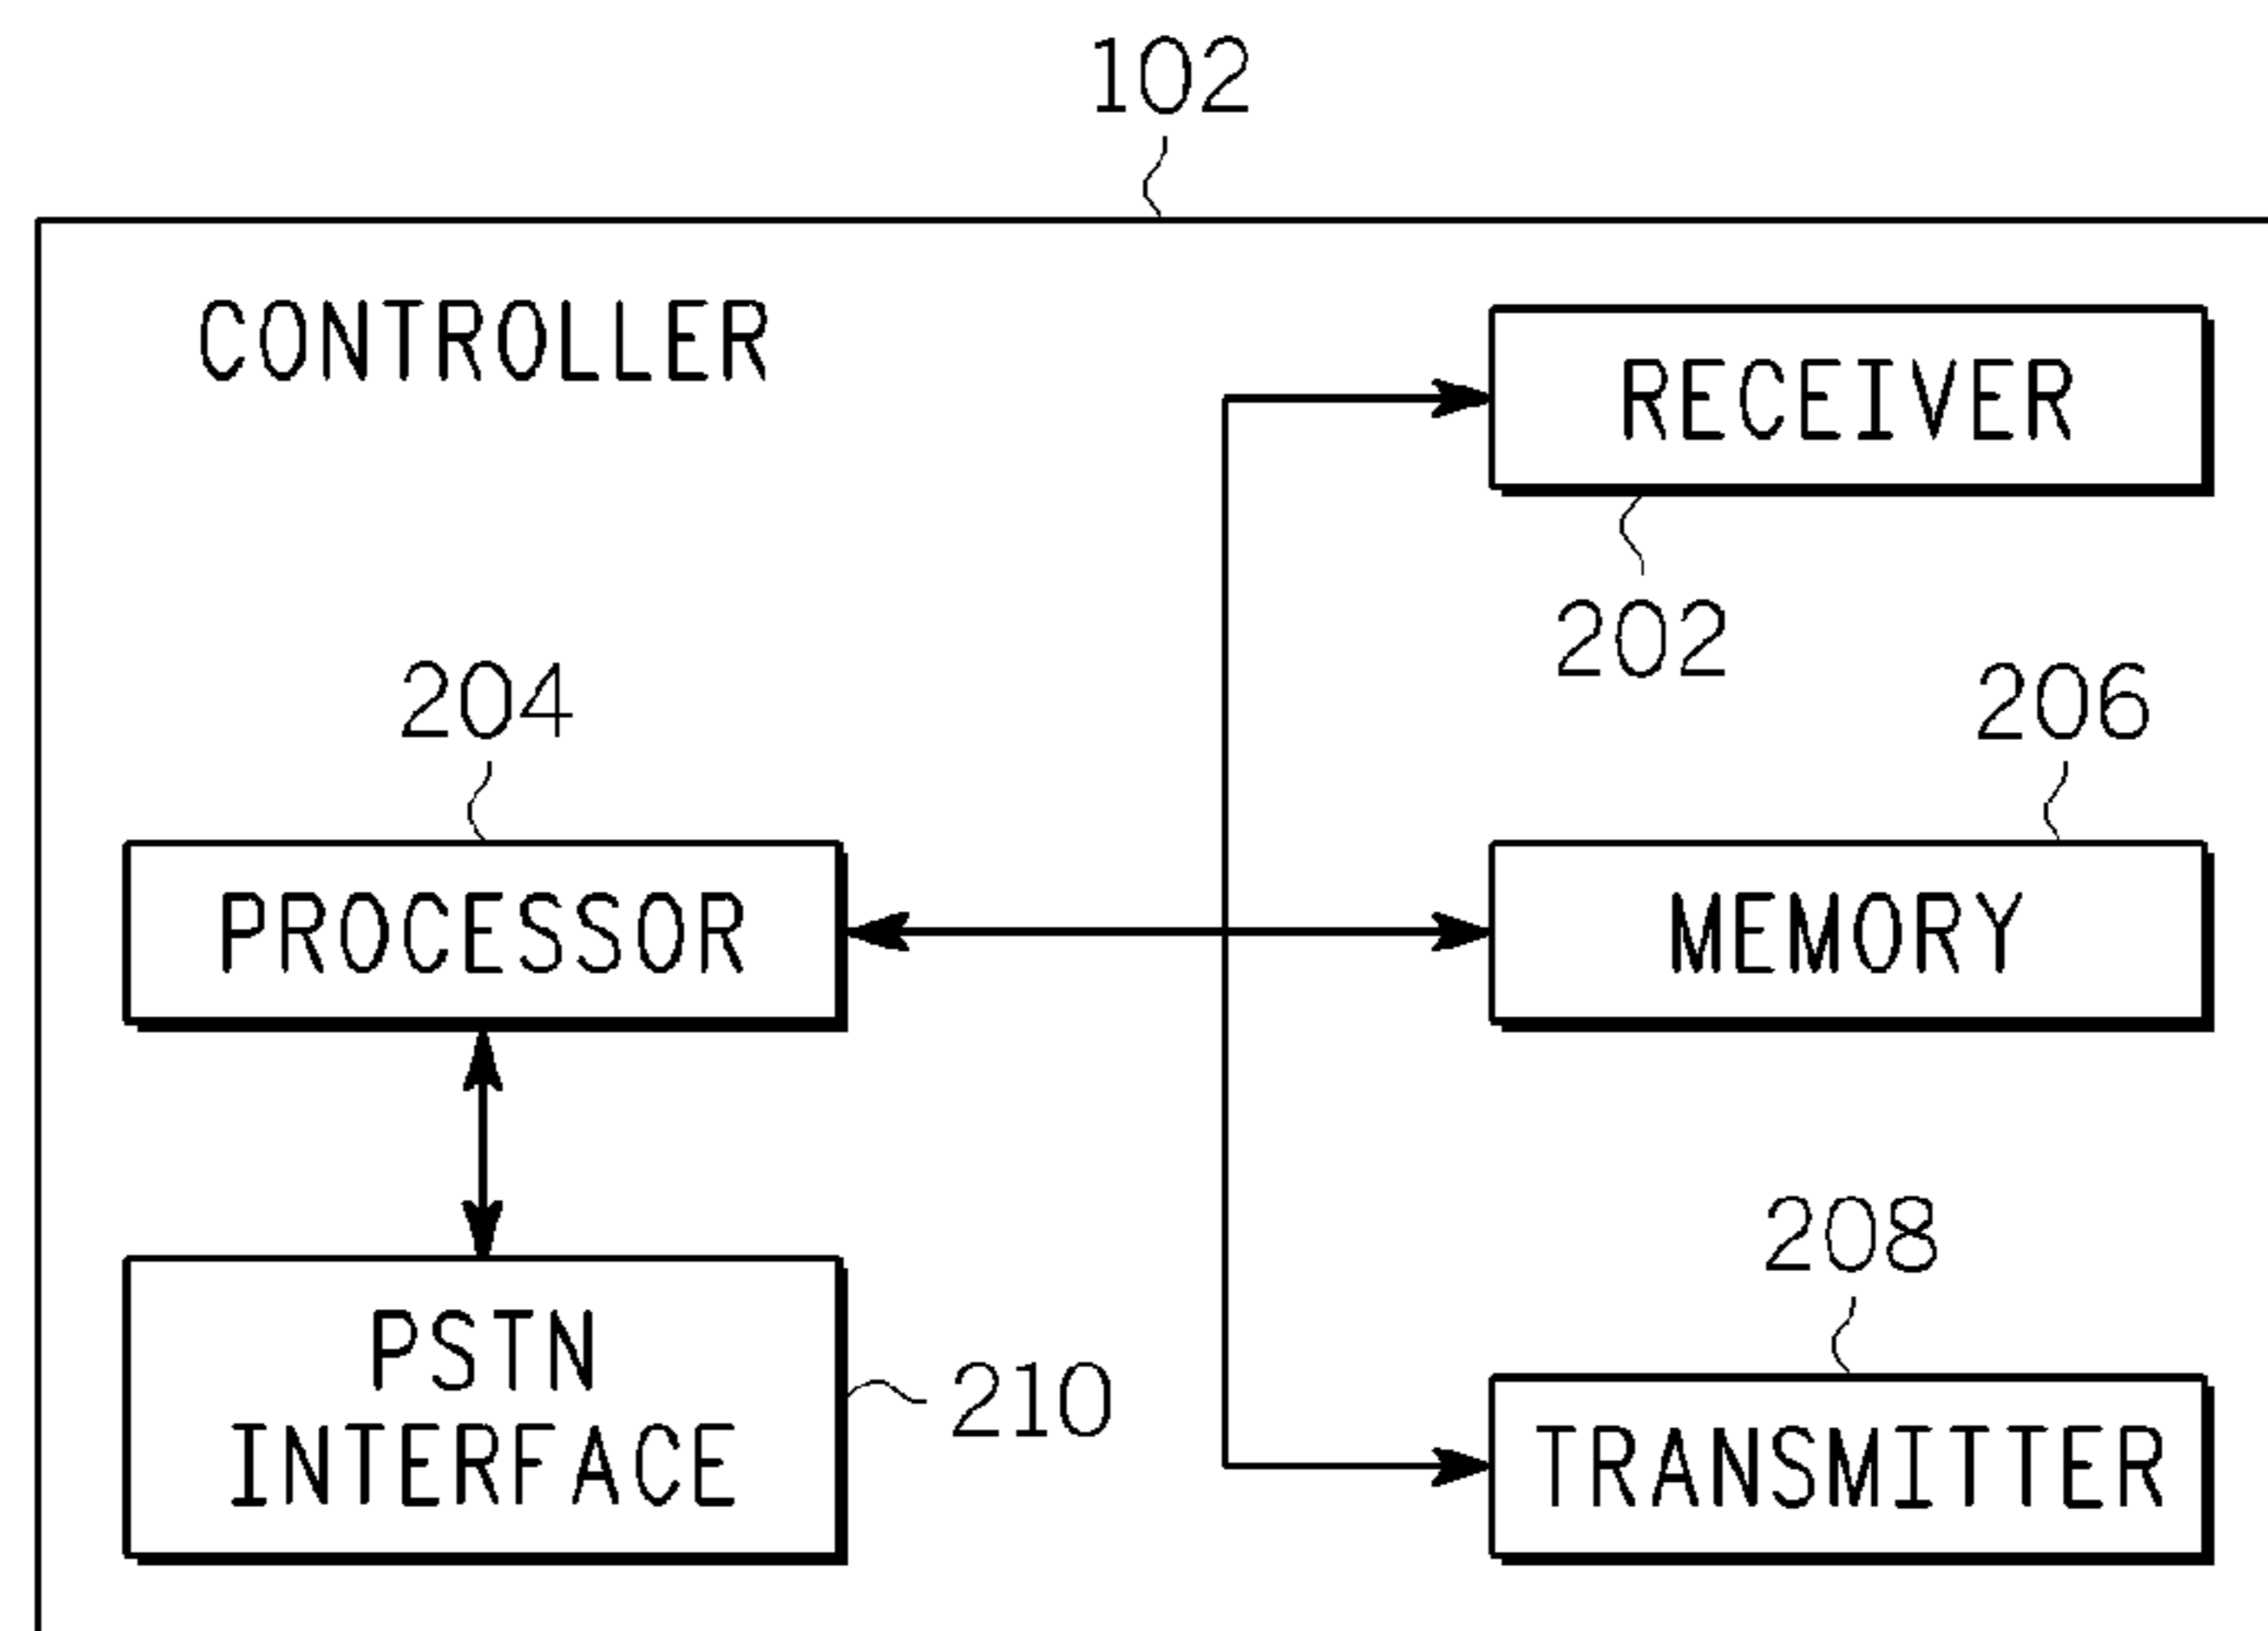 102
CONTROLLER
RECEIVER
202
204
206
PROCESSOR
MEMORY
208
PSTN
INTERFACE
210
TRANSMITTER